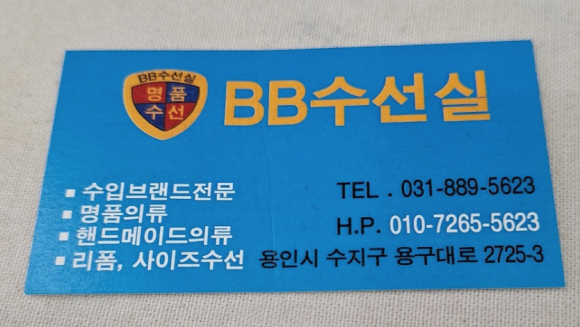 BB수선실
명품
수선
BB수선실
수입브랜드전문
명품의류
핸드메이드의류
리폼, 사이즈수선
TEL . 031-889-5623
H.P. 010-7265-5623
용인시 수지구 용구대로 2725-3